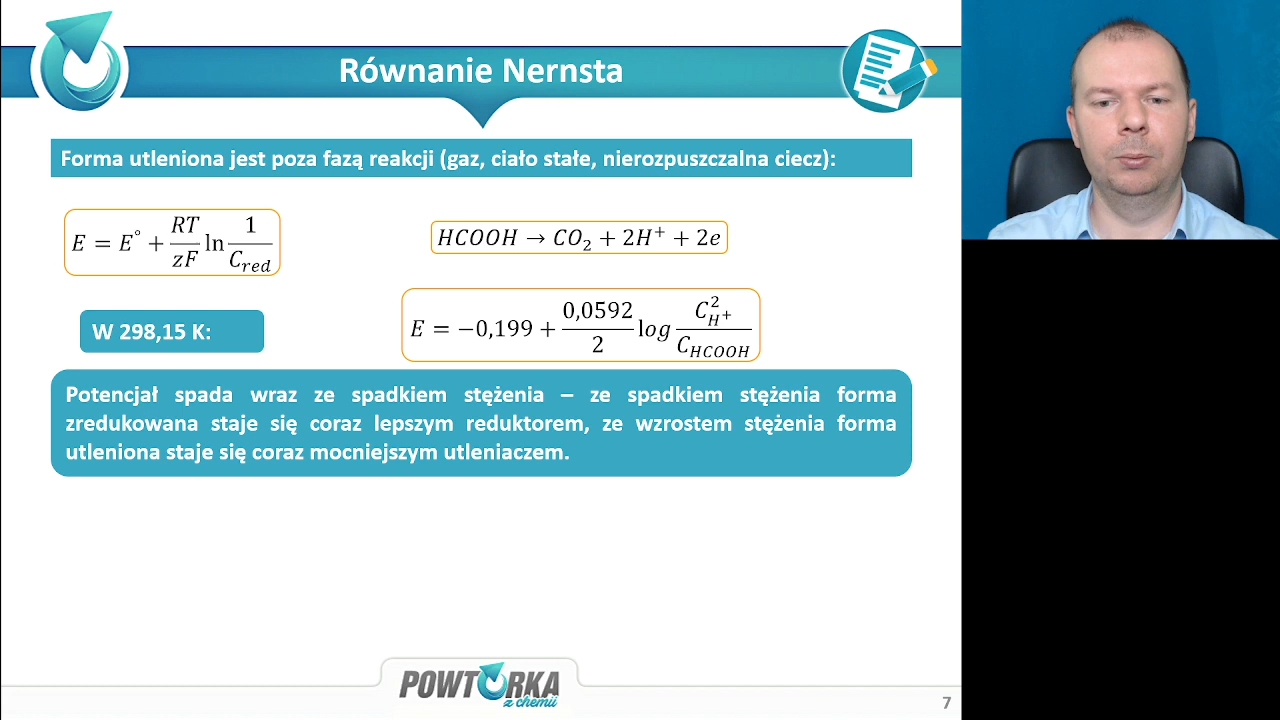 Równanie Nernsta
Forma utleniona jest poza fazą reakcji (gaz, ciało stałe, nierozpuszczalna ciecz):
E = E° + RT/zF ln 1/C_red
HCOOH → CO₂ + 2H⁺ + 2e
W 298,15 K:
E = −0,199 + 0,0592/2 log C²_H⁺/C_HCOOH
Potencjał spada wraz ze spadkiem stężenia – ze spadkiem stężenia forma
zredukowana staje się coraz lepszym reduktorem, ze wzrostem stężenia forma
utleniona staje się coraz mocniejszym utleniaczem.
POWTÓRKA
z chemii
7